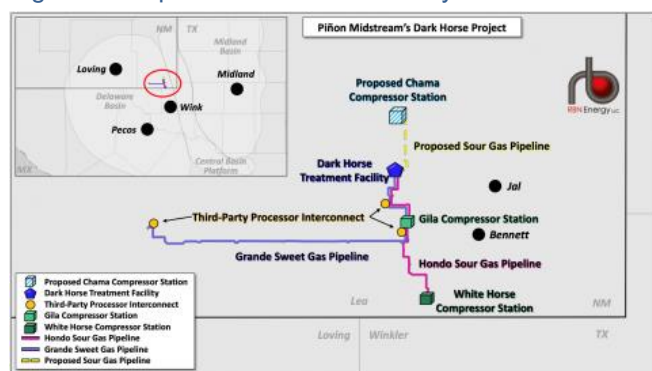 NM
TX
Midland
Basin
Loving
Midland
Delaware
Basin
Wink
Pecos
Central Basin
Platform
MX
Piñon Midstream's Dark Horse Project
RBN Energy LLC
Proposed Chama
Compressor Station
Proposed Sour Gas Pipeline
Dark Horse
Treatment Facility
Jal
Third-Party Processor Interconnect
Gila Compressor Station
Bennett
Grande Sweet Gas Pipeline
Hondo Sour Gas Pipeline
White Horse
Compressor Station
Lea
NM
Loving
Winkler
TX
Proposed Chama Compressor Station
Dark Horse Treatment Facility
Third-Party Processor Interconnect
Gila Compressor Station
White Horse Compressor Station
Hondo Sour Gas Pipeline
Grande Sweet Gas Pipeline
Proposed Sour Gas Pipeline